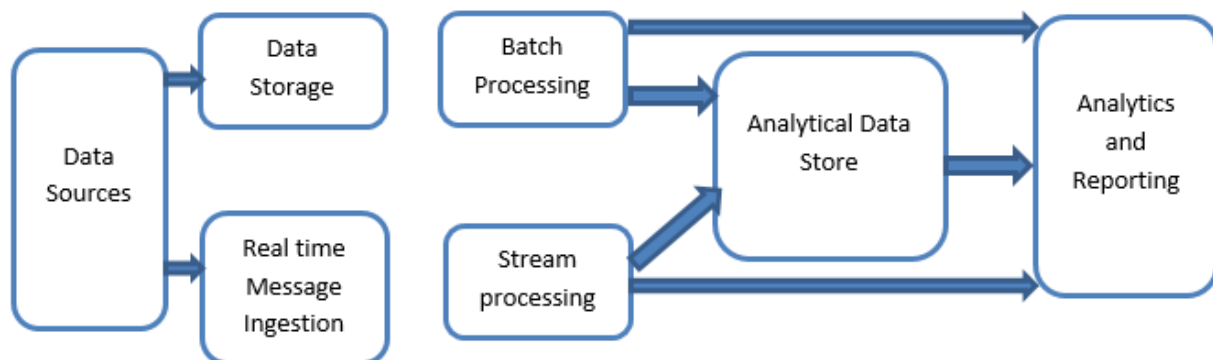 Data
Sources
Data
Storage
Real time
Message
Ingestion
Batch
Processing
Stream
processing
Analytical Data
Store
Analytics
and
Reporting